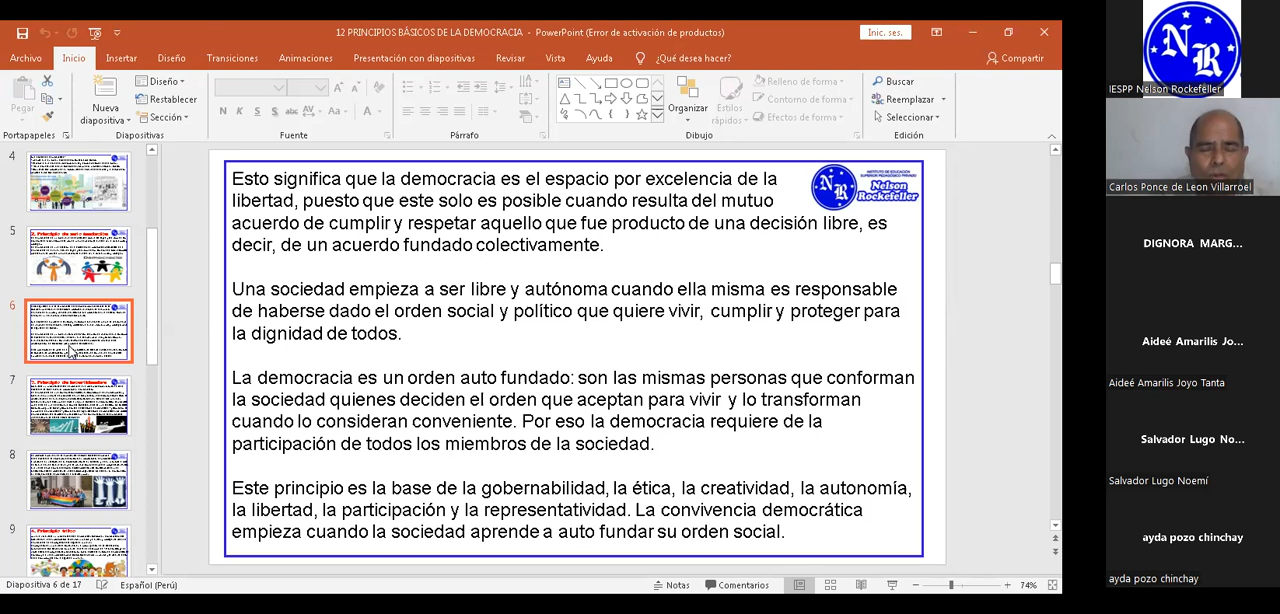 12 PRINCIPIOS BÁSICOS DE LA DEMOCRACIA - PowerPoint (Error de activación de productos)
Inic. ses.
Archivo Inicio Insertar Diseño Transiciones Animaciones Presentación con diapositivas Revisar Vista Ayuda ¿Qué desea hacer? Compartir
Pegar
Nueva diapositiva
Diseño
Restablecer
Sección
Organizar
Estilos rápidos
Relleno de forma
Contorno de forma
Efectos de forma
Buscar
Reemplazar
Seleccionar
Portapapeles Diapositivas Fuente Párrafo Dibujo Edición
4
5
6
7
8
9
Esto significa que la democracia es el espacio por excelencia de la
libertad, puesto que este solo es posible cuando resulta del mutuo
acuerdo de cumplir y respetar aquello que fue producto de una decisión libre, es
decir, de un acuerdo fundado colectivamente.
Una sociedad empieza a ser libre y autónoma cuando ella misma es responsable
de haberse dado el orden social y político que quiere vivir, cumplir y proteger para
la dignidad de todos.
La democracia es un orden auto fundado: son las mismas personas que conforman
la sociedad quienes deciden el orden que aceptan para vivir y lo transforman
cuando lo consideran conveniente. Por eso la democracia requiere de la
participación de todos los miembros de la sociedad.
Este principio es la base de la gobernabilidad, la ética, la creatividad, la autonomía,
la libertad, la participación y la representatividad. La convivencia democrática
empieza cuando la sociedad aprende a auto fundar su orden social.
NR
Nelson
Rockefeller
Diapositiva 6 de 17 Español (Perú) Notas Comentarios 74%
NR
IESPP Nelson Rockefeller
Carlos Ponce de Leon Villarroel
DIGNORA MARG...
Aideé Amarilis Jo...
Aideé Amarilis Joyo Tanta
Salvador Lugo No...
Salvador Lugo Noemí
ayda pozo chinchay
ayda pozo chinchay